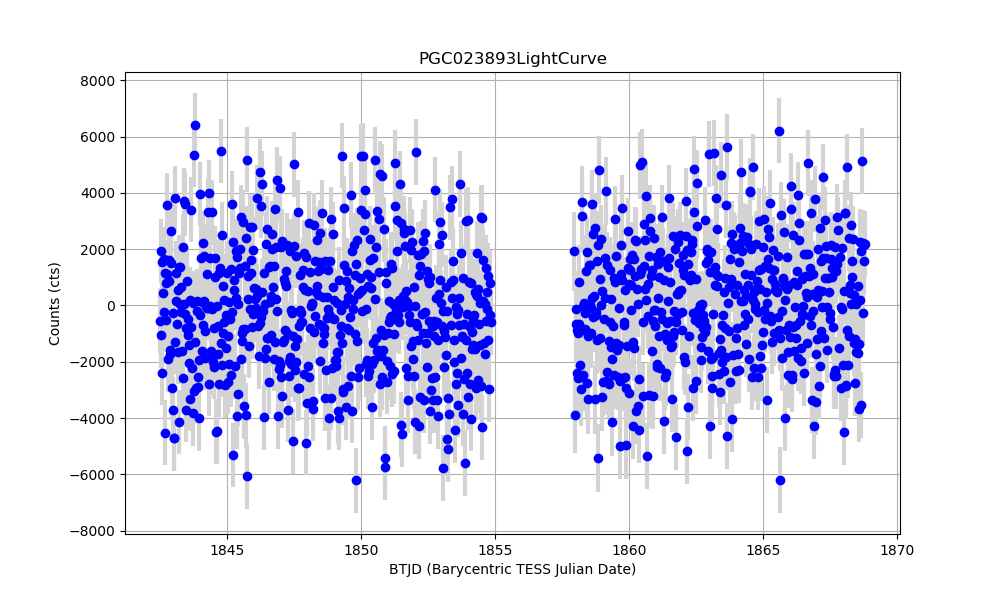 PGC023893LightCurve
8000
6000
4000
2000
0
−2000
−4000
−6000
−8000
Counts (cts)
1845 1850 1855 1860 1865 1870
BTJD (Barycentric TESS Julian Date)